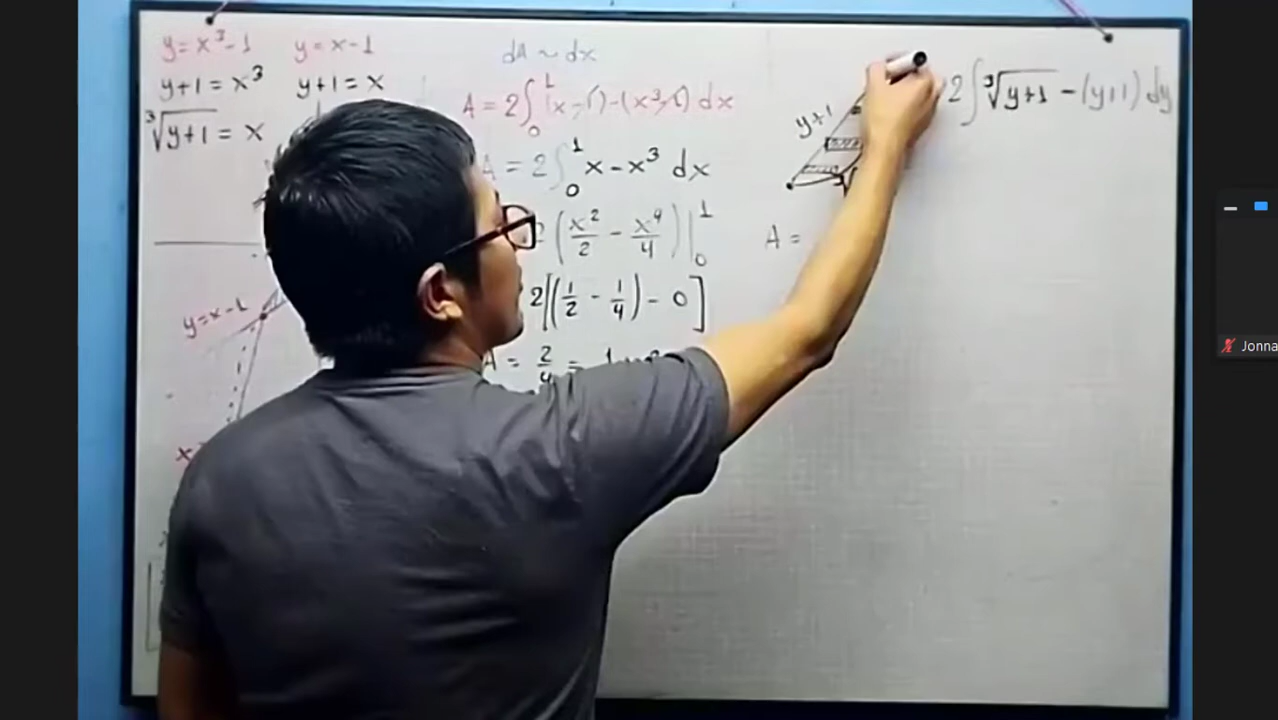 y = x³ - 1
y = x - 1
y + 1 = x³
y + 1 = x
∛(y + 1) = x
y = x - 1
dA ~ dx
A = 2∫₀¹ (x - 1) - (x³ - 1) dx
A = 2∫₀¹ x - x³ dx
2 (x²/2 - x⁴/4) |₀¹
2[(1/2 - 1/4) - 0]
A = 2/4 =
y + 1
2∫ ∛(y + 1) - (y + 1) dy
A =
Jonna